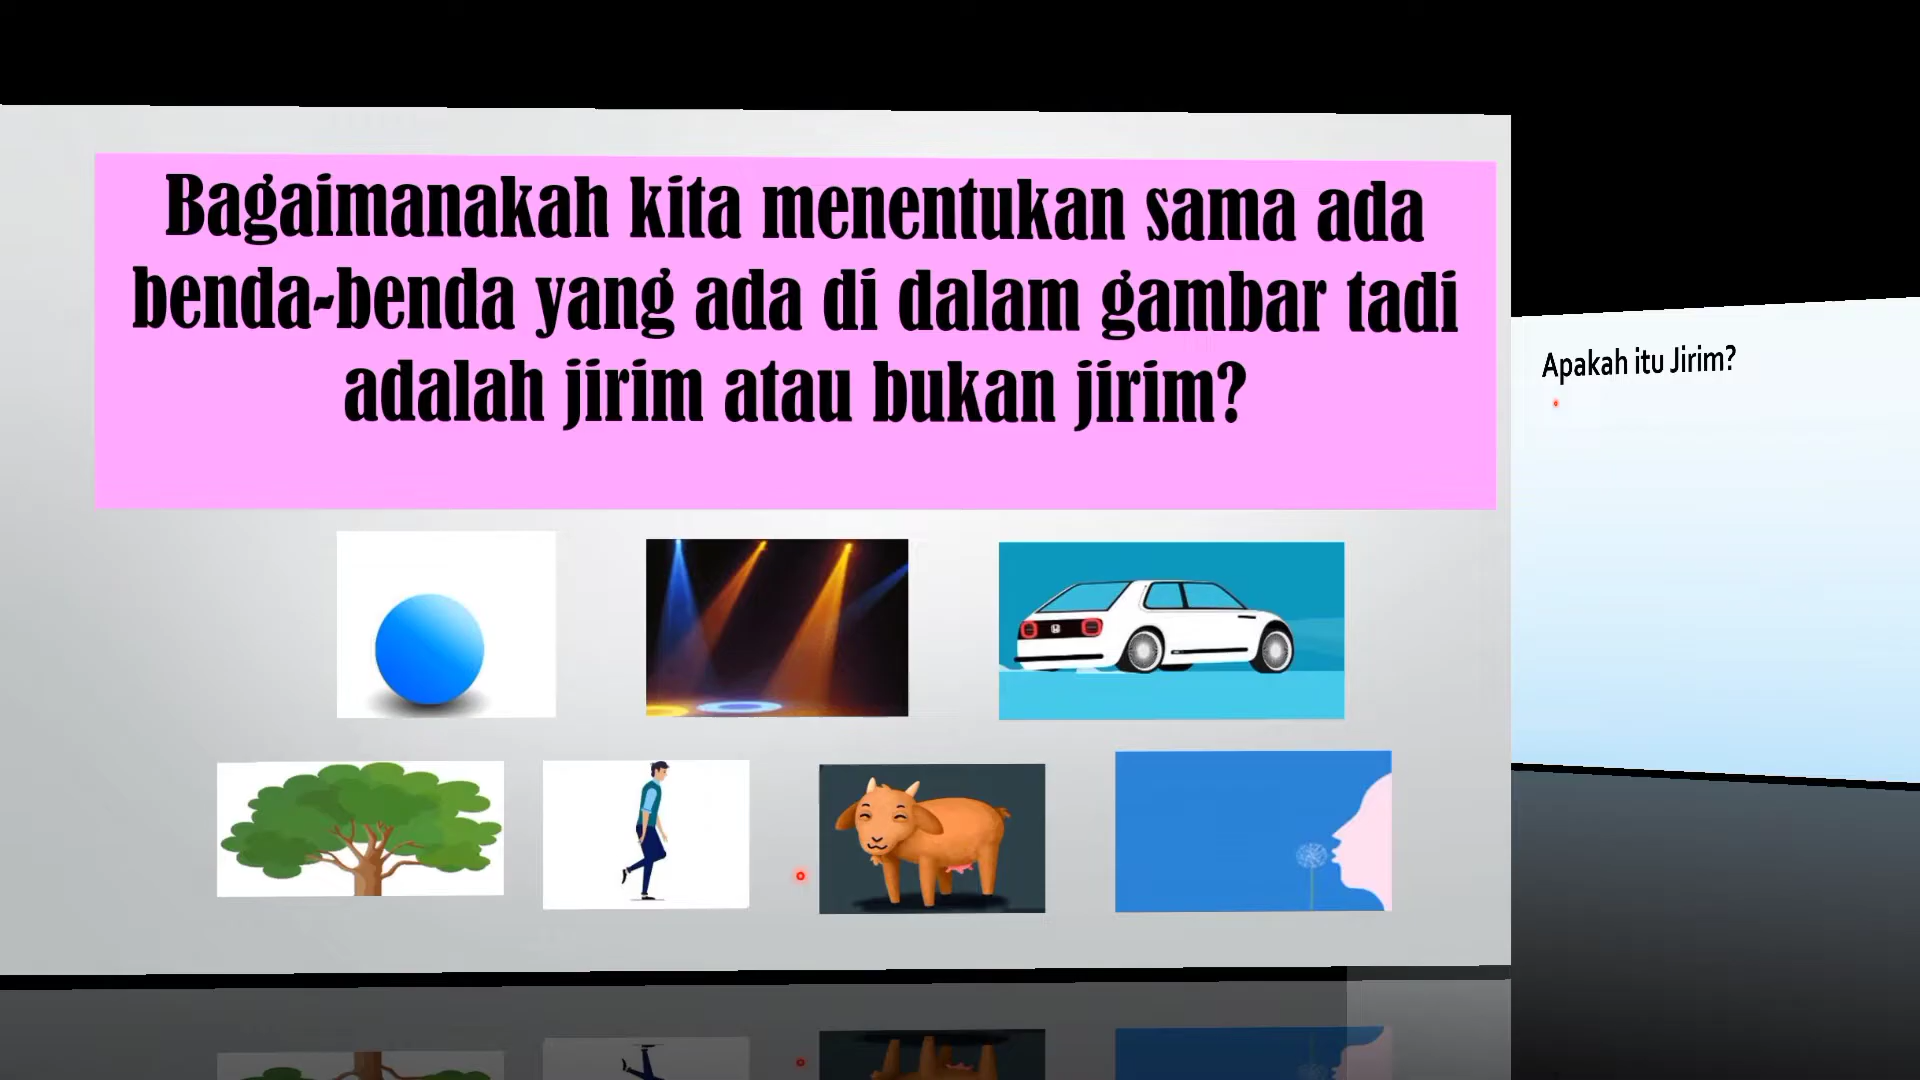 Bagaimanakah kita menentukan sama ada
benda-benda yang ada di dalam gambar tadi
adalah jirim atau bukan jirim?
Apakah itu Jirim?